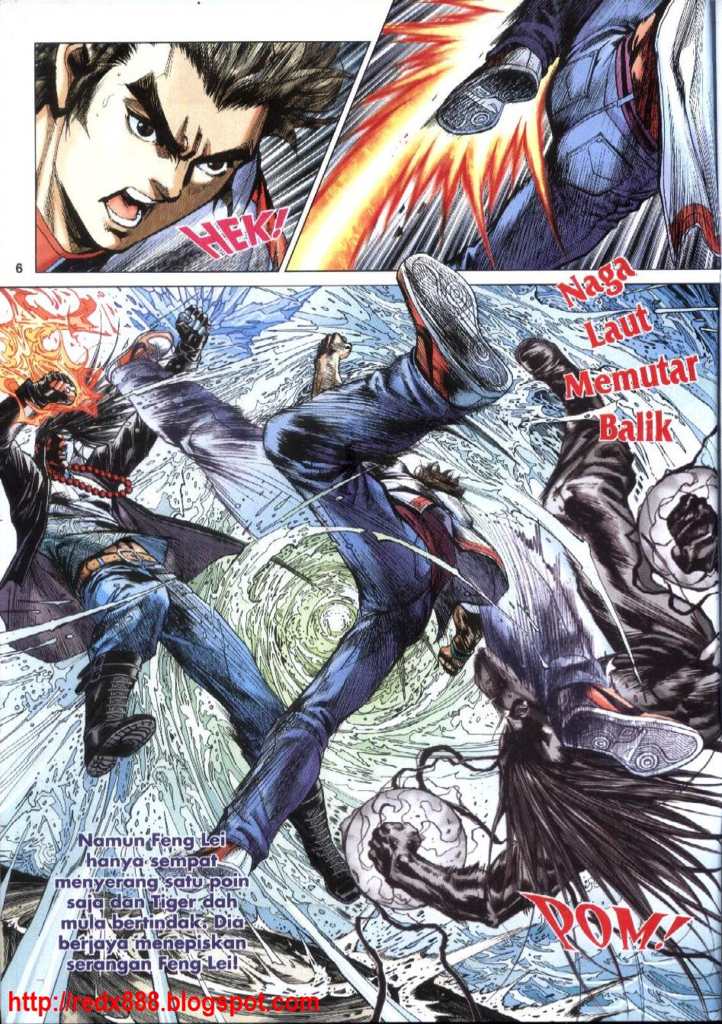 HEK!
6
Naga
Laut
Memutar
Balik
Namun Feng Lei
hanya sempat
menyerang satu poin
saja dan Tiger dah
mula bertindak. Dia
berjaya menepiskan
serangan Feng Lei!
POM!
http://redx888.blogspot.com